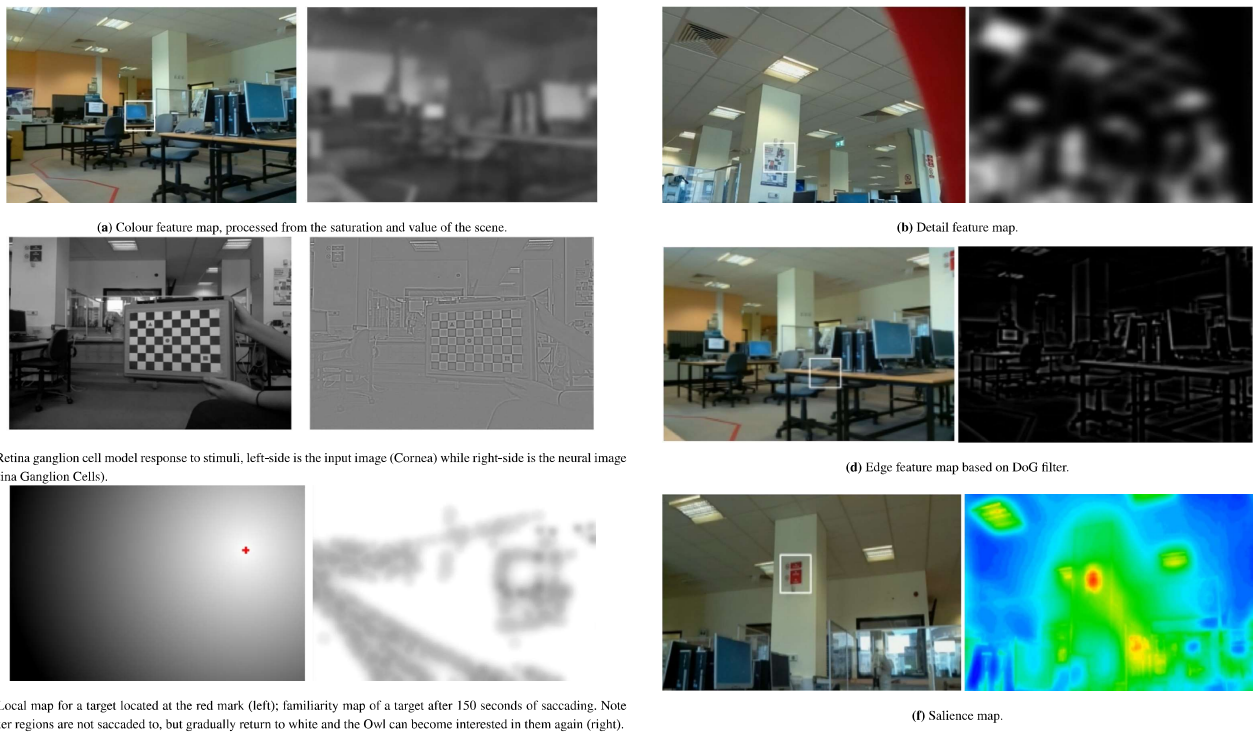 (a) Colour feature map, processed from the saturation and value of the scene.
(b) Detail feature map.
Retina ganglion cell model response to stimuli, left-side is the input image (Cornea) while right-side is the neural image
ina Ganglion Cells).
(d) Edge feature map based on DoG filter.
Local map for a target located at the red mark (left); familiarity map of a target after 150 seconds of saccading. Note
er regions are not saccaded to, but gradually return to white and the Owl can become interested in them again (right).
(f) Salience map.